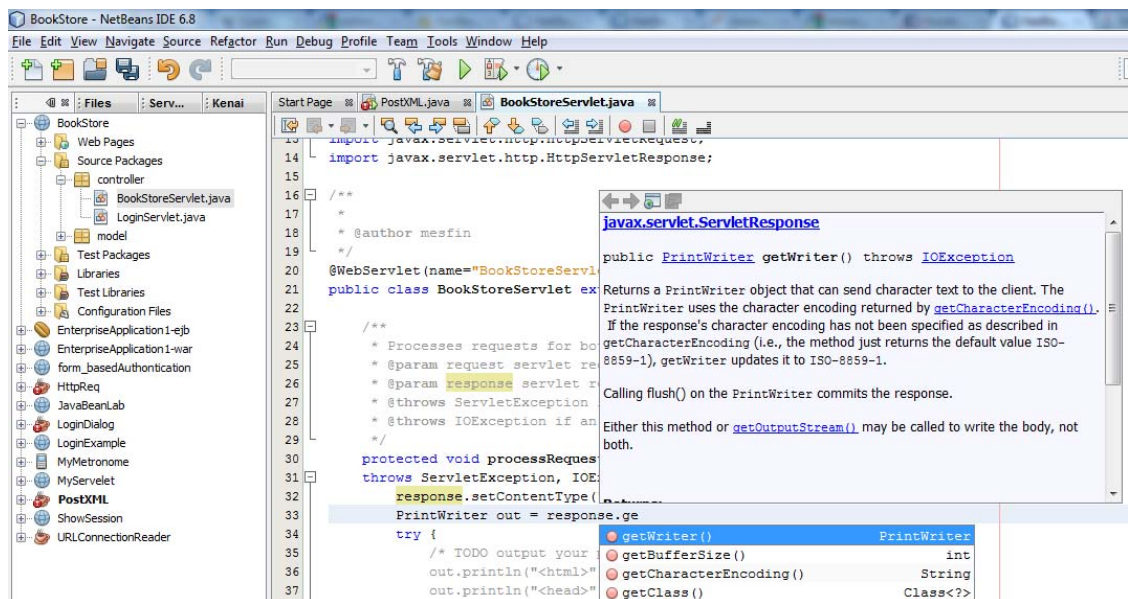 BookStore - NetBeans IDE 6.8
File Edit View Navigate Source Refactor Run Debug Profile Team Tools Window Help
Files Serv... Kenai
Start Page PostXML.java BookStoreServlet.java
BookStore
Web Pages
Source Packages
controller
BookStoreServlet.java
LoginServlet.java
model
Test Packages
Libraries
Test Libraries
Configuration Files
EnterpriseApplication1-ejb
EnterpriseApplication1-war
form_basedAuthontication
HttpReq
JavaBeanLab
LoginDialog
LoginExample
MyMetronome
MyServelet
PostXML
ShowSession
URLConnectionReader
13 import javax.servlet.http.HttpServletRequest;
14 import javax.servlet.http.HttpServletResponse;
15
16 /**
17 *
18 * @author mesfin
19 */
20 @WebServlet(name="BookStoreServl
21 public class BookStoreServlet ex
22
23 /**
24 * Processes requests for bo
25 * @param request servlet re
26 * @param response servlet r
27 * @throws ServletException
28 * @throws IOException if an
29 */
30 protected void processReques
31 throws ServletException, IOE
32 response.setContentType(
33 PrintWriter out = response.ge
34 try {
35 /* TODO output your
36 out.println("<html>"
37 out.println("<head>"
javax.servlet.ServletResponse
public PrintWriter getWriter() throws IOException
Returns a PrintWriter object that can send character text to the client. The
PrintWriter uses the character encoding returned by getCharacterEncoding().
If the response's character encoding has not been specified as described in
getCharacterEncoding (i.e., the method just returns the default value ISO-
8859-1), getWriter updates it to ISO-8859-1.
Calling flush() on the PrintWriter commits the response.
Either this method or getOutputStream() may be called to write the body, not
both.
Returns:
getWriter() PrintWriter
getBufferSize() int
getCharacterEncoding() String
getClass() Class<?>